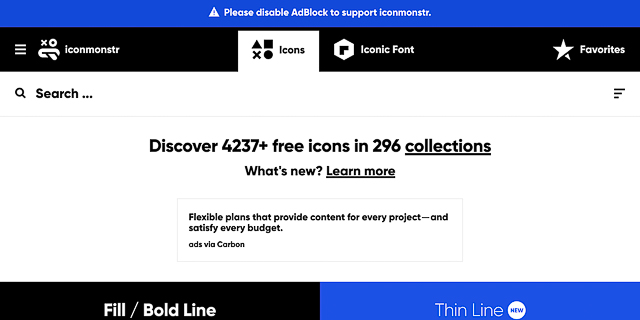 Please disable AdBlock to support iconmonstr.
iconmonstr
Icons
Iconic Font
Favorites
Search ...
Discover 4237+ free icons in 296 collections
What's new? Learn more
Flexible plans that provide content for every project—and
satisfy every budget.
ads via Carbon
Fill / Bold Line
Thin Line NEW